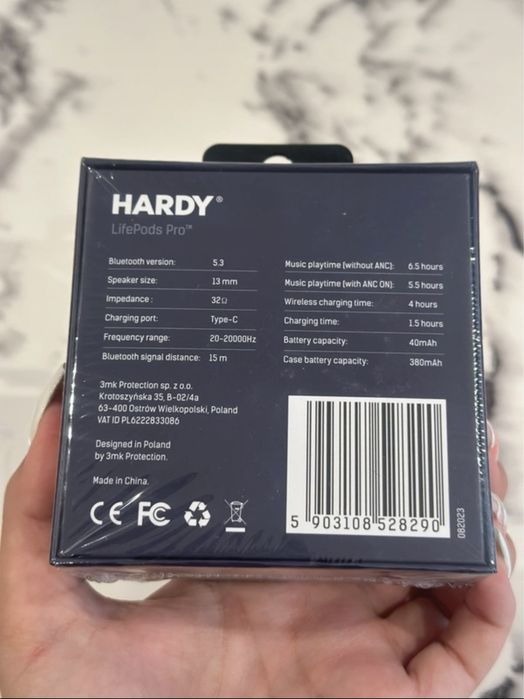 HARDY®
LifePods Pro™
Bluetooth version: 5.3
Speaker size: 13 mm
Impedance : 32Ω
Charging port: Type-C
Frequency range: 20-20000Hz
Bluetooth signal distance: 15 m
Music playtime (without ANC): 6.5 hours
Music playtime (with ANC ON): 5.5 hours
Wireless charging time: 4 hours
Charging time: 1.5 hours
Battery capacity: 40mAh
Case battery capacity: 380mAh
3mk Protection sp. z o.o.
Krotoszyńska 35, B-02/4a
63-400 Ostrów Wielkopolski, Poland
VAT ID PL6222833086
Designed in Poland
by 3mk Protection.
Made in China.
CE FC
5 903108 528290
082023